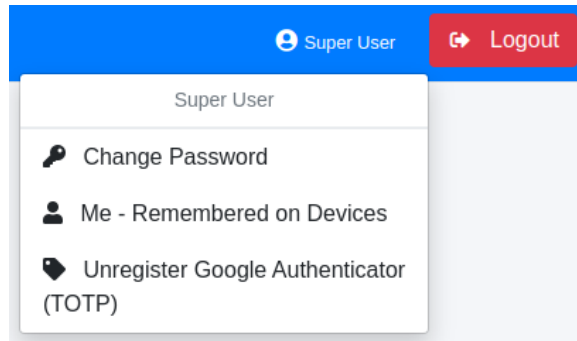 Super User
Logout
Super User
Change Password
Me - Remembered on Devices
Unregister Google Authenticator
(TOTP)